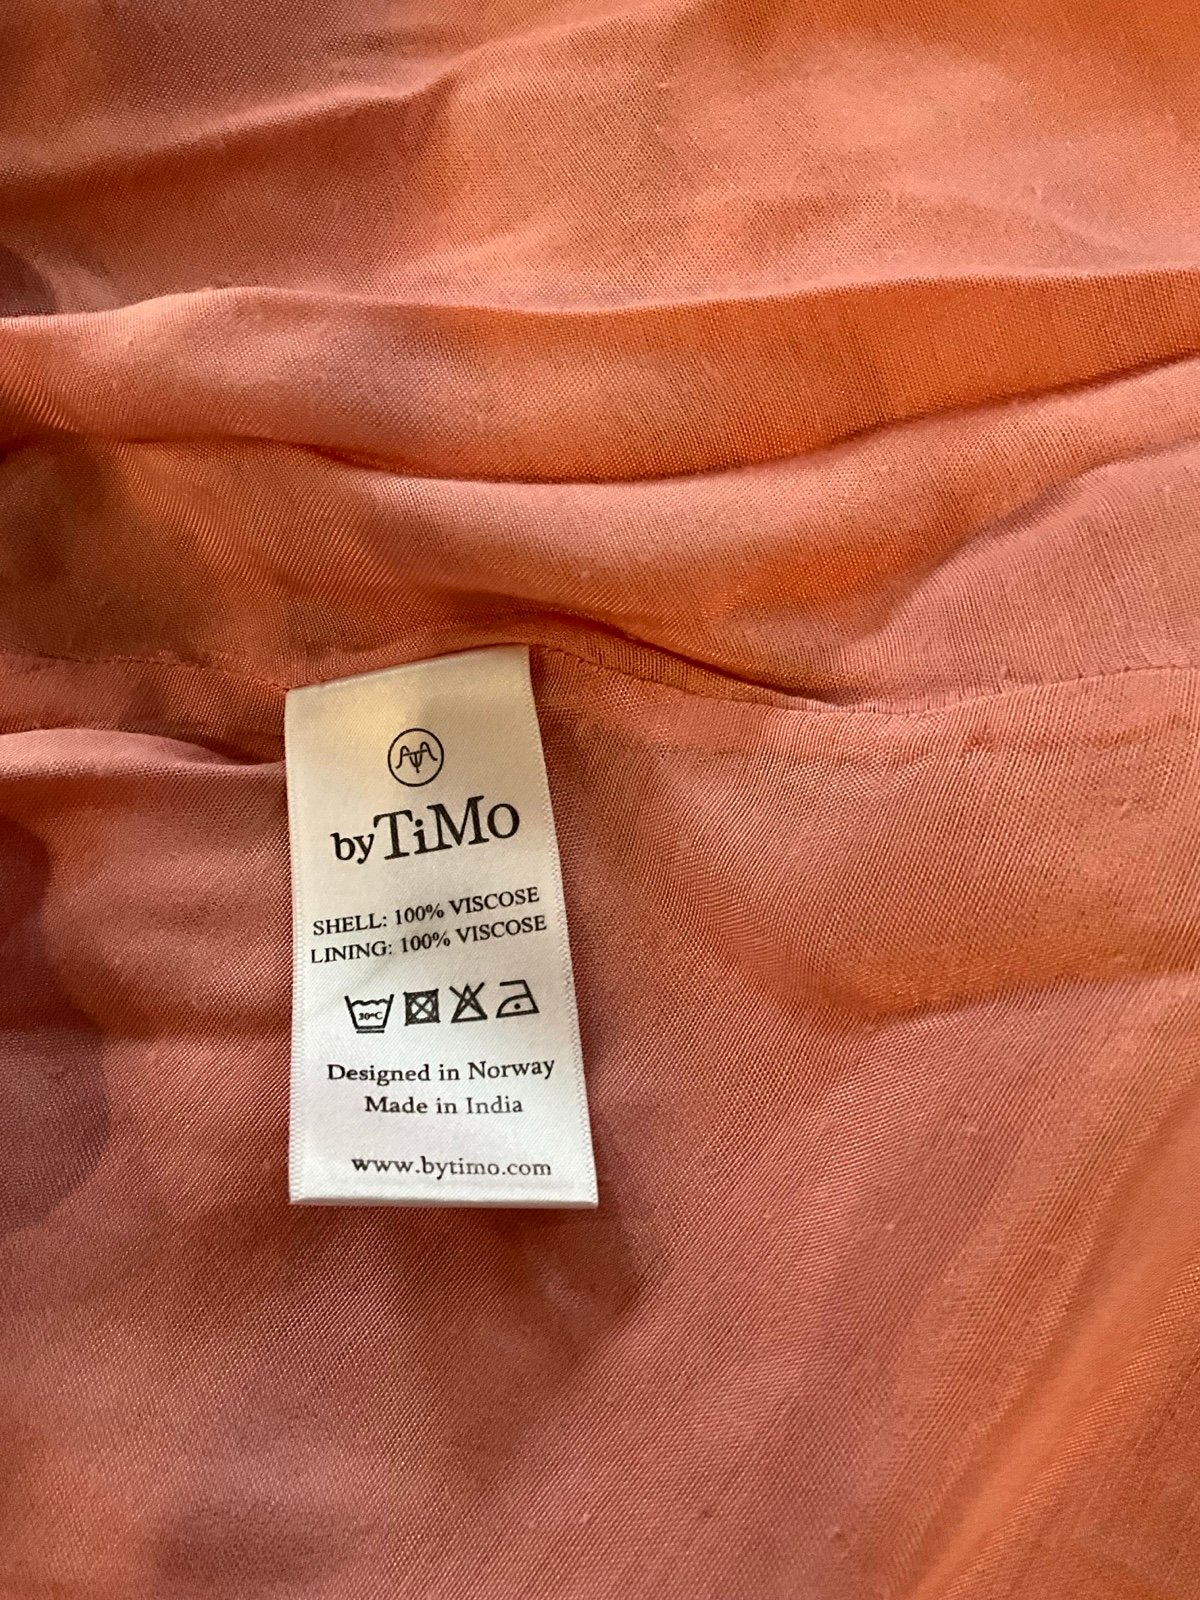 byTiMo
SHELL: 100% VISCOSE
LINING: 100% VISCOSE
30°C
Designed in Norway
Made in India
www.bytimo.com